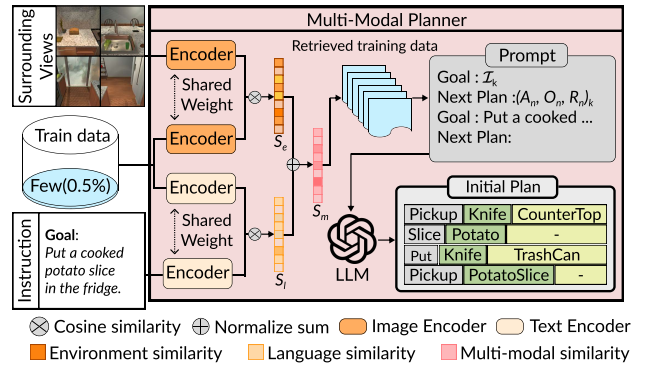 Multi-Modal Planner
Surrounding
Views
Encoder
Shared
Weight
Encoder
Encoder
Shared
Weight
Encoder
Train data
Few(0.5%)
Instruction
Goal:
Put a cooked
potato slice
in the fridge.
Sₑ
Sₗ
Sₘ
Retrieved training data
Prompt
Goal : ℐₖ
Next Plan :(Aₙ, Oₙ, Rₙ)ₖ
Goal : Put a cooked ...
Next Plan:
LLM
Initial Plan
Pickup Knife CounterTop
Slice Potato -
Put Knife TrashCan
Pickup PotatoSlice -
Cosine similarity Normalize sum Image Encoder Text Encoder
Environment similarity Language similarity Multi-modal similarity